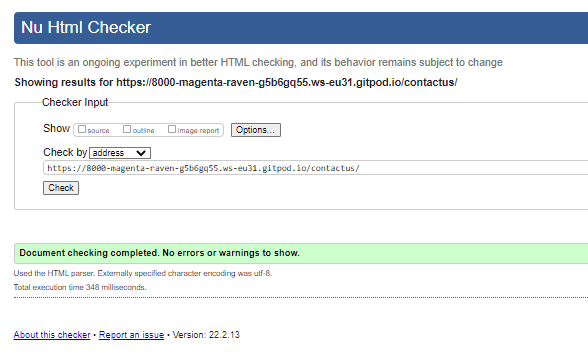 Nu Html Checker
This tool is an ongoing experiment in better HTML checking, and its behavior remains subject to change
Showing results for https://8000-magenta-raven-g5b6gq55.ws-eu31.gitpod.io/contactus/
Checker Input
Show source outline image report Options...
Check by address
https://8000-magenta-raven-g5b6gq55.ws-eu31.gitpod.io/contactus/
Check
Document checking completed. No errors or warnings to show.
Used the HTML parser. Externally specified character encoding was utf-8.
Total execution time 348 milliseconds.
About this checker • Report an issue • Version: 22.2.13